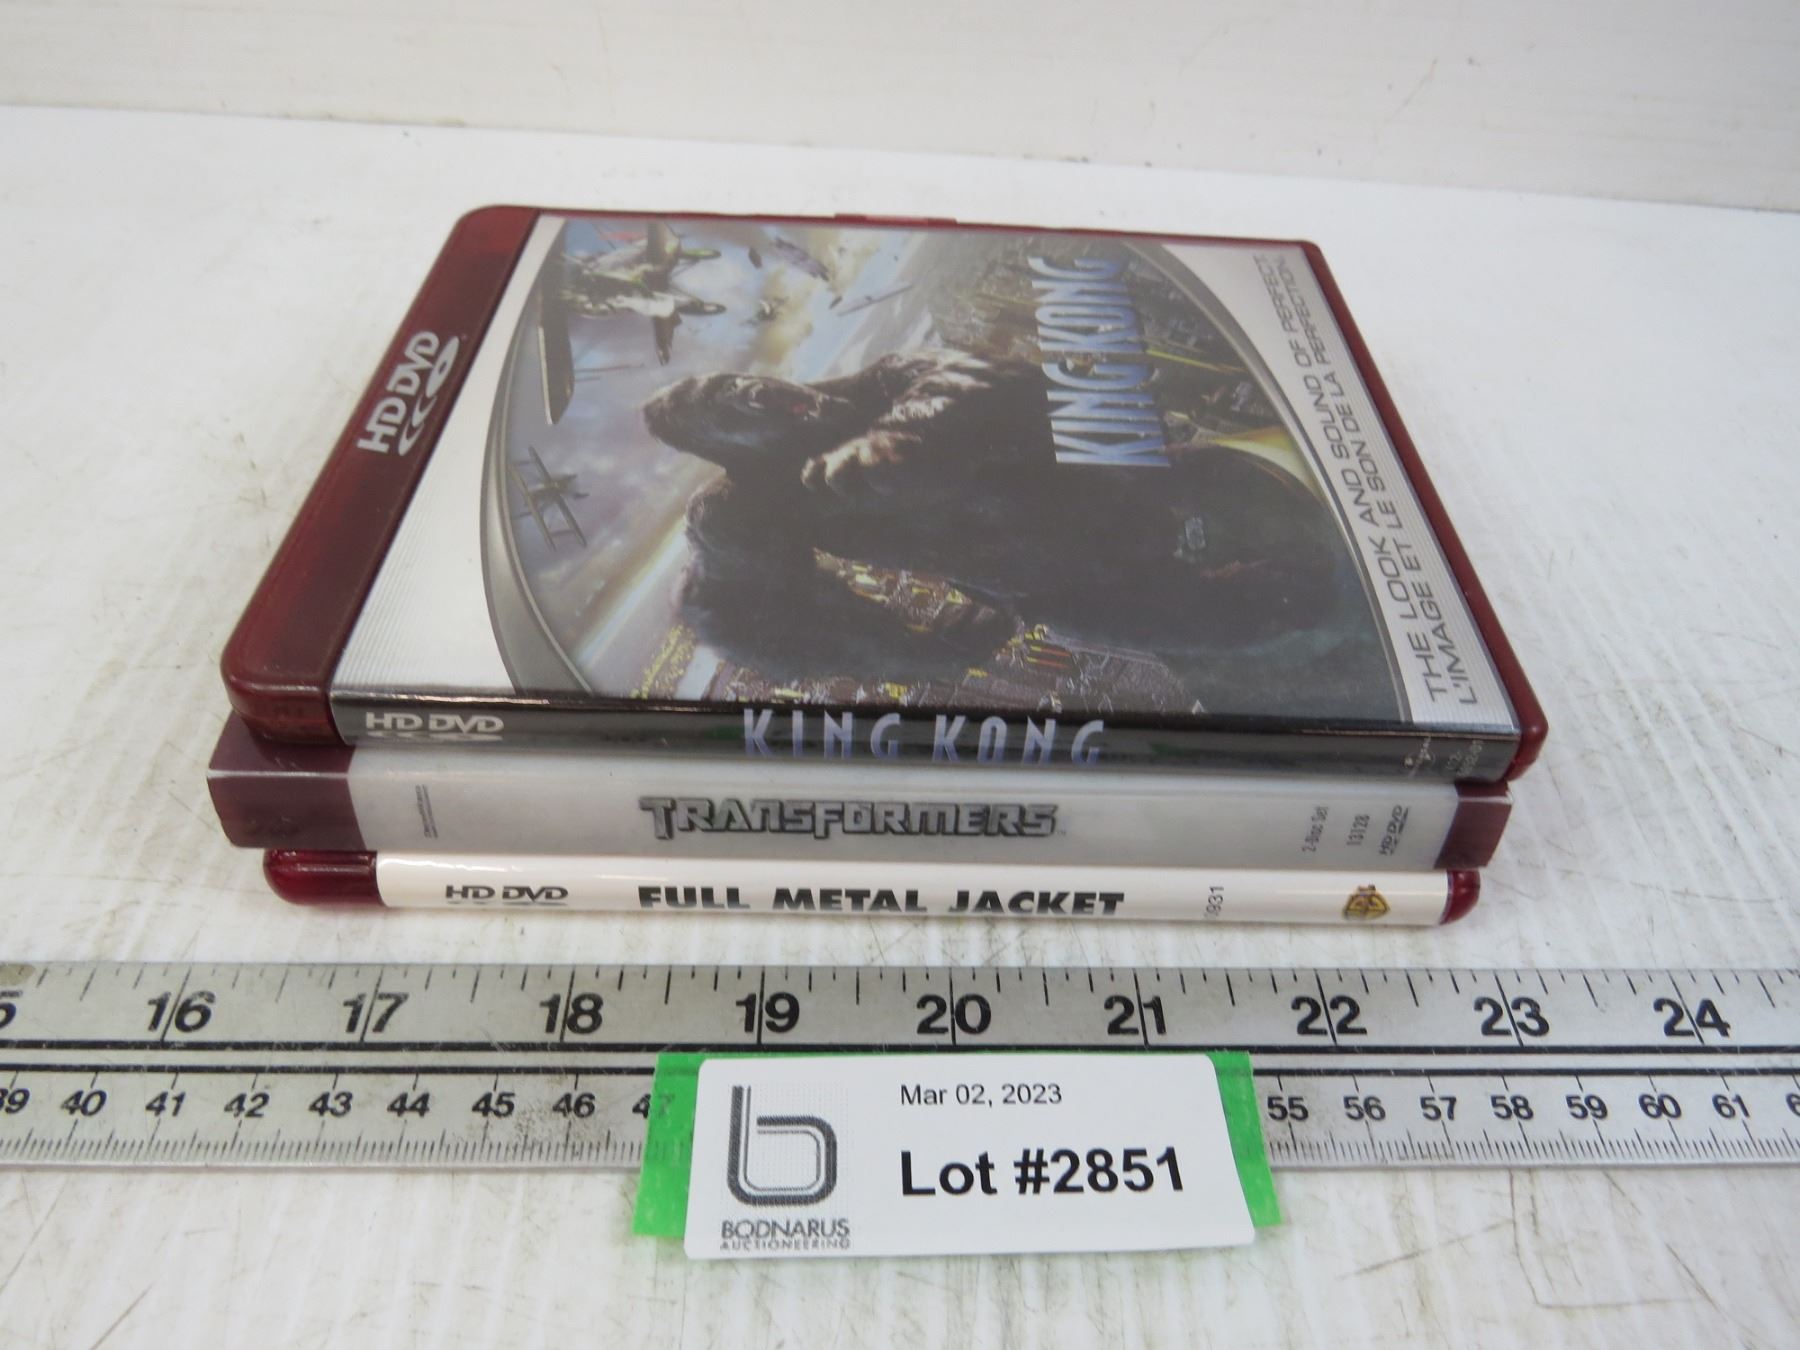 HD DVD
KING KONG
THE LOOK AND SOUND OF PERFECT.
L'IMAGE ET LE SON DE LA PERFECTION.
HD DVD KING KONG
TRANSFORMERS 2-Disc Set 13128 HD DVD
HD DVD FULL METAL JACKET
16 17 18 19 20 21 22 23 24
40 41 42 43 44 45 46 55 56 57 58 59 60 61
Mar 02, 2023
Lot #2851
BODNARUS
AUCTIONEERING